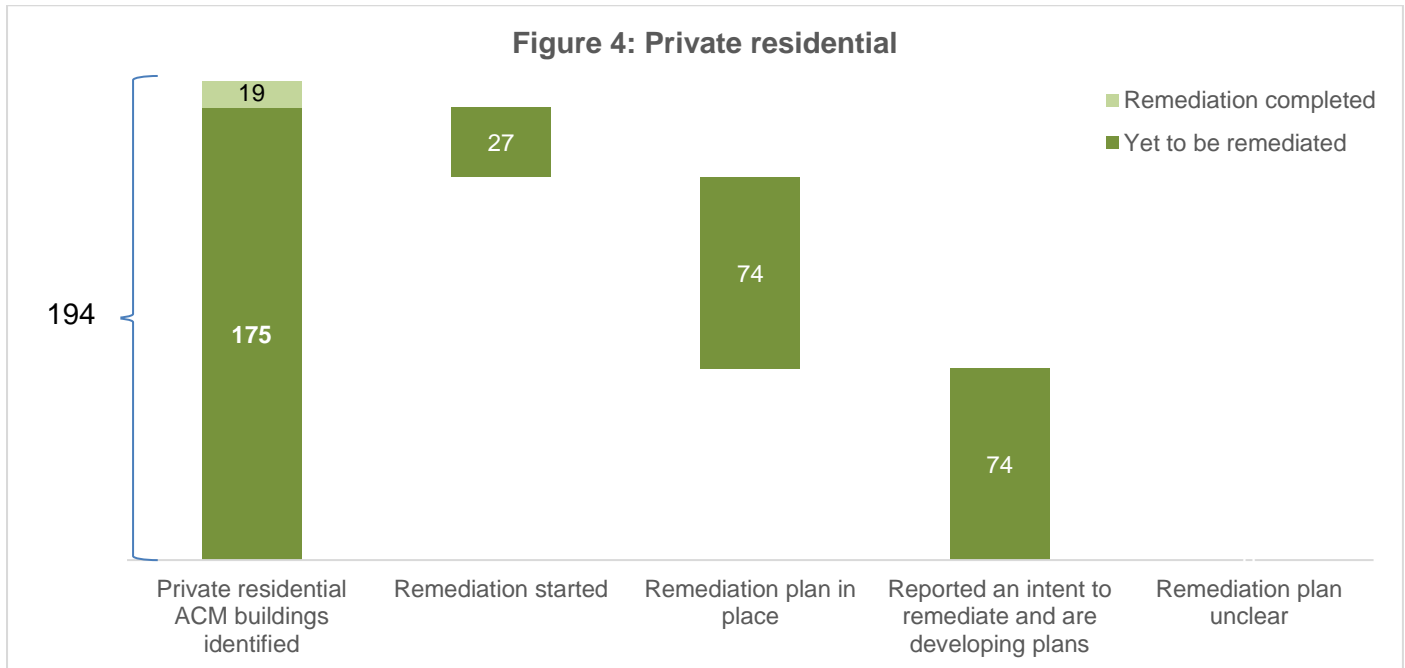 Figure 4: Private residential
Remediation completed
Yet to be remediated
19
27
74
194
175
74
Private residential
ACM buildings
identified
Remediation started
Remediation plan in
place
Reported an intent to
remediate and are
developing plans
Remediation plan
unclear